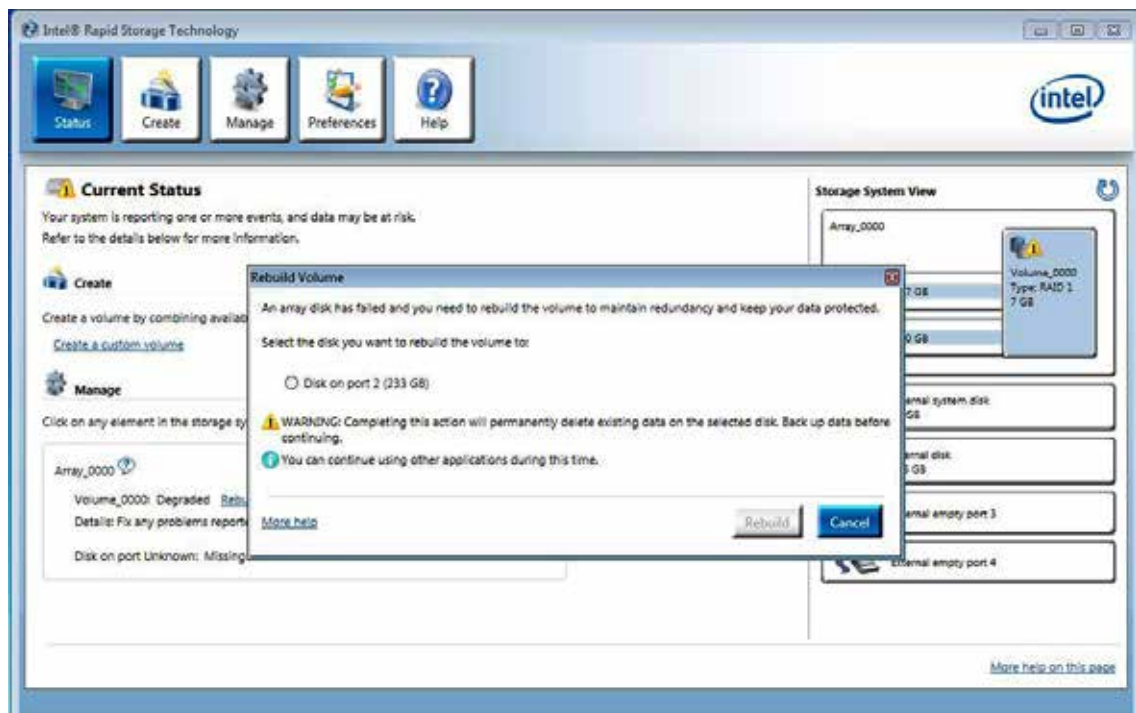 Intel® Rapid Storage Technology
Status
Create
Manage
Preferences
Help
intel
Current Status
Your system is reporting one or more events, and data may be at risk.
Refer to the details below for more information.
Create
Create a volume by combining availab
Create a custom volume
Manage
Click on any element in the storage sy
Array_0000
Volume_0000: Degraded Rebu
Details: Fix any problems reporte
Disk on port Unknown: Missing
Rebuild Volume
An array disk has failed and you need to rebuild the volume to maintain redundancy and keep your data protected.
Select the disk you want to rebuild the volume to:
Disk on port 2 (233 GB)
WARNING: Completing this action will permanently delete existing data on the selected disk. Back up data before
continuing.
You can continue using other applications during this time.
More help
Rebuild
Cancel
Storage System View
Array_0000
7 GB
0 GB
Volume_0000
Type: RAID 1
7 GB
ernal system disk
GB
ernal disk
GB
ernal empty port 3
External empty port 4
More help on this page